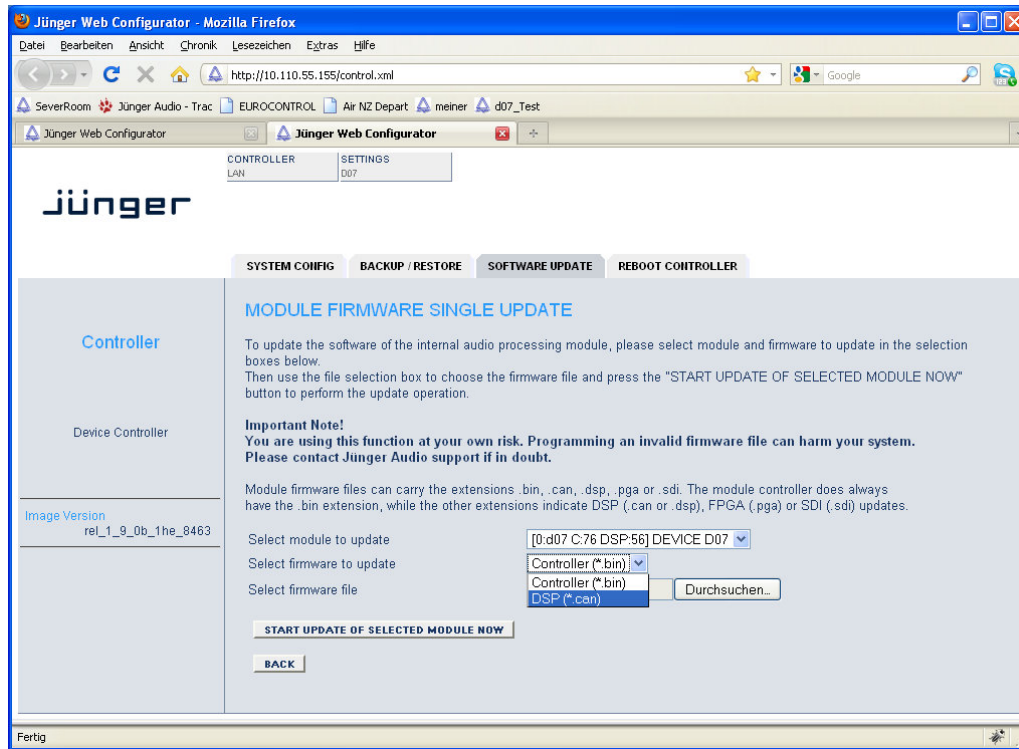 Jünger Web Configurator - Mozilla Firefox
Datei Bearbeiten Ansicht Chronik Lesezeichen Extras Hilfe
http://10.110.55.155/control.xml
Google
SeverRoom Jünger Audio - Trac EUROCONTROL Air NZ Depart meiner d07_Test
Jünger Web Configurator Jünger Web Configurator
CONTROLLER SETTINGS
LAN D07
jünger
SYSTEM CONFIG BACKUP / RESTORE SOFTWARE UPDATE REBOOT CONTROLLER
MODULE FIRMWARE SINGLE UPDATE
Controller
To update the software of the internal audio processing module, please select module and firmware to update in the selection
boxes below.
Then use the file selection box to choose the firmware file and press the "START UPDATE OF SELECTED MODULE NOW"
button to perform the update operation.
Device Controller
Important Note!
You are using this function at your own risk. Programming an invalid firmware file can harm your system.
Please contact Jünger Audio support if in doubt.
Module firmware files can carry the extensions .bin, .can, .dsp, .pga or .sdi. The module controller does always
have the .bin extension, while the other extensions indicate DSP (.can or .dsp), FPGA (.pga) or SDI (.sdi) updates.
Image Version
rel_1_9_0b_1he_8463
Select module to update [0:d07 C:76 DSP:56] DEVICE D07
Select firmware to update Controller (*.bin)
Controller (*.bin)
DSP (*.can)
Select firmware file Durchsuchen...
START UPDATE OF SELECTED MODULE NOW
BACK
Fertig